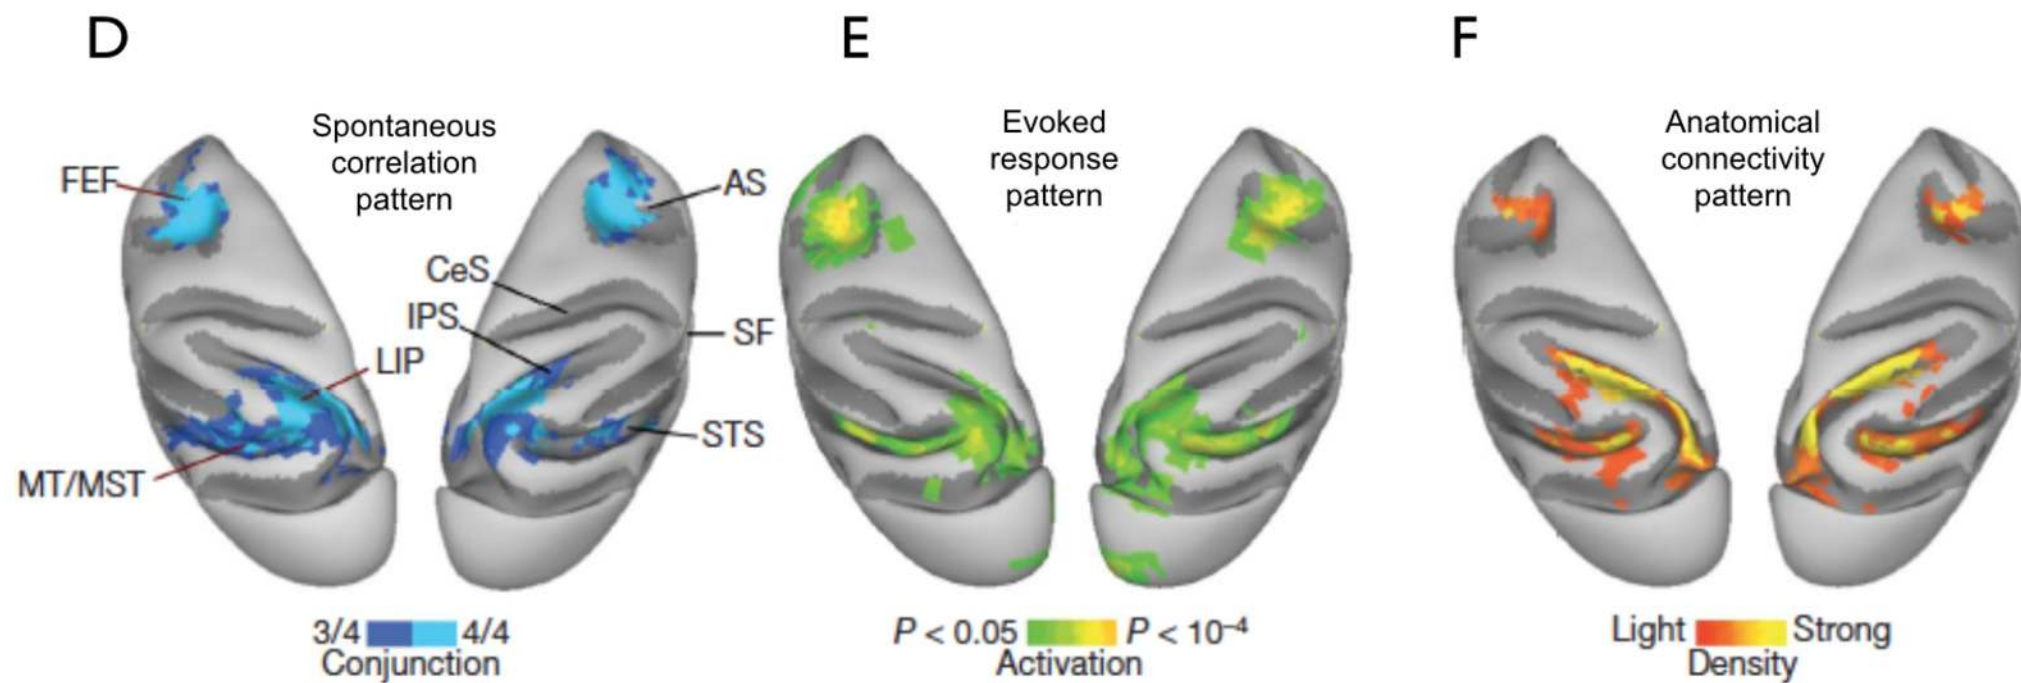 D
E
F
Spontaneous
correlation
pattern
Evoked
response
pattern
Anatomical
connectivity
pattern
FEF
AS
CeS
IPS
SF
LIP
STS
MT/MST
3/4 4/4
Conjunction
P < 0.05 P < 10⁻⁴
Activation
Light Strong
Density